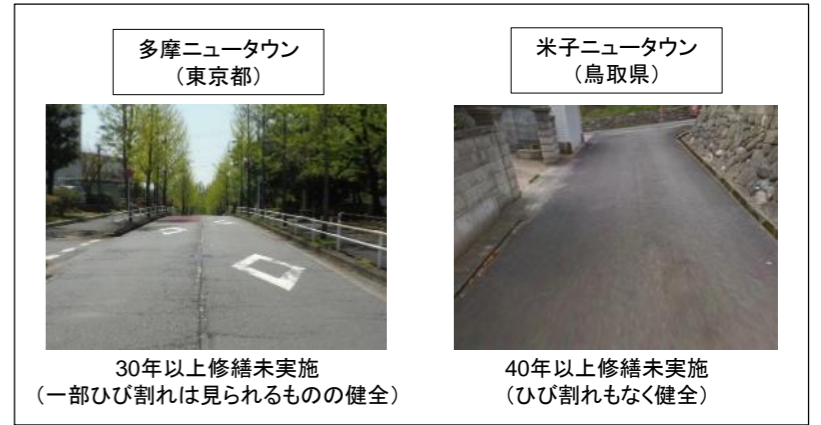 多摩ニュータウン
（東京都）
30年以上修繕未実施
（一部ひび割れは見られるものの健全）
米子ニュータウン
（鳥取県）
40年以上修繕未実施
（ひび割れもなく健全）